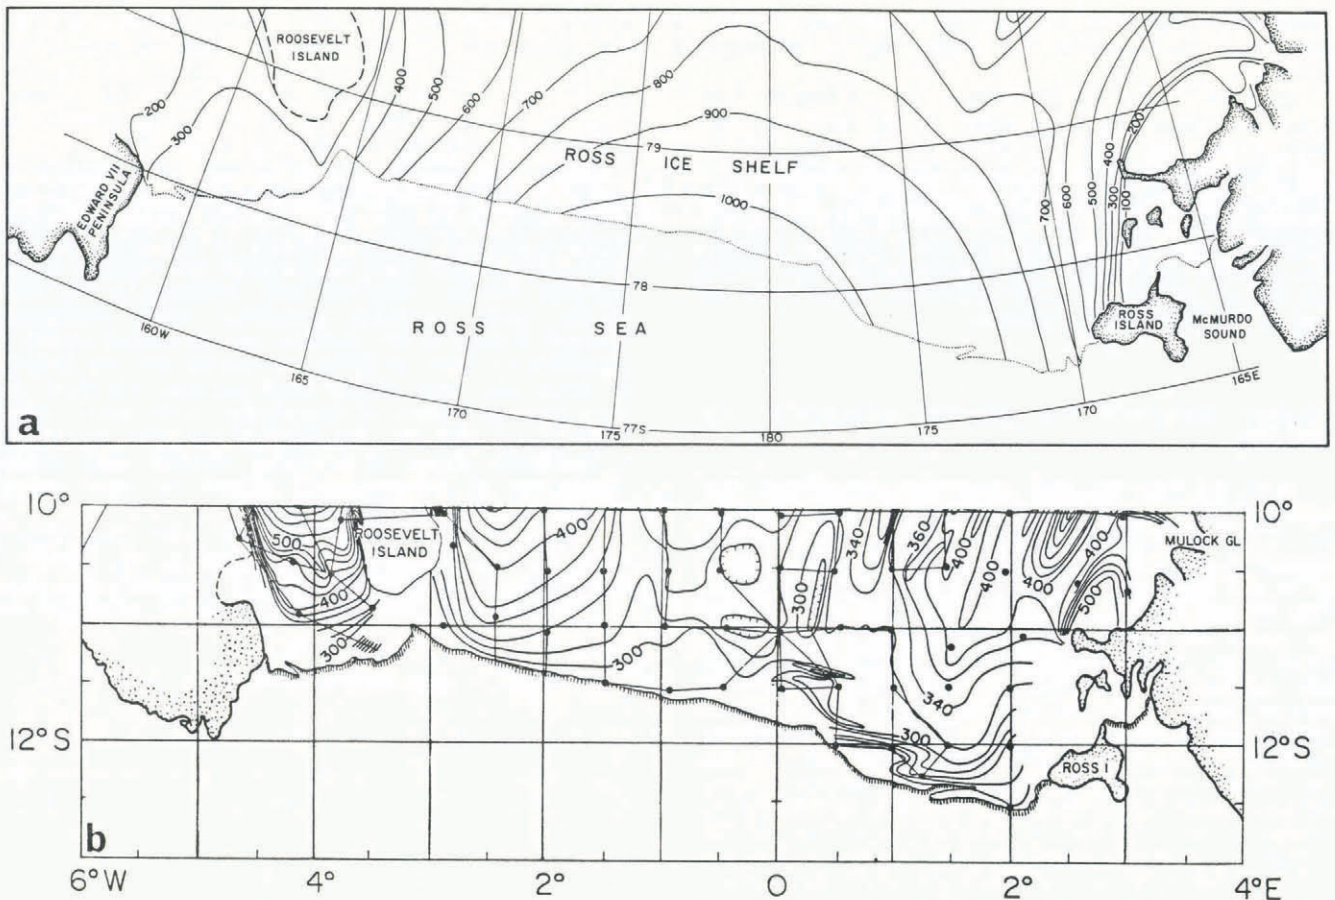 ROOSEVELT
ISLAND
200
300
400
500
600
700
800
900
1000
79
ROSS ICE SHELF
EDWARD VII
PENINSULA
78
ROSS SEA
700
600
500
400
300
200
100
ROSS
ISLAND
McMURDO
SOUND
160W
165
170
175
77S
180
175
170
165E
a
10°
10°
500
ROOSEVELT
ISLAND
400
300
400
300
340
360
400
400
300
400
400
500
MULOCK GL
340
300
ROSS I
12°S
12°S
b
6°W
4°
2°
0
2°
4°E